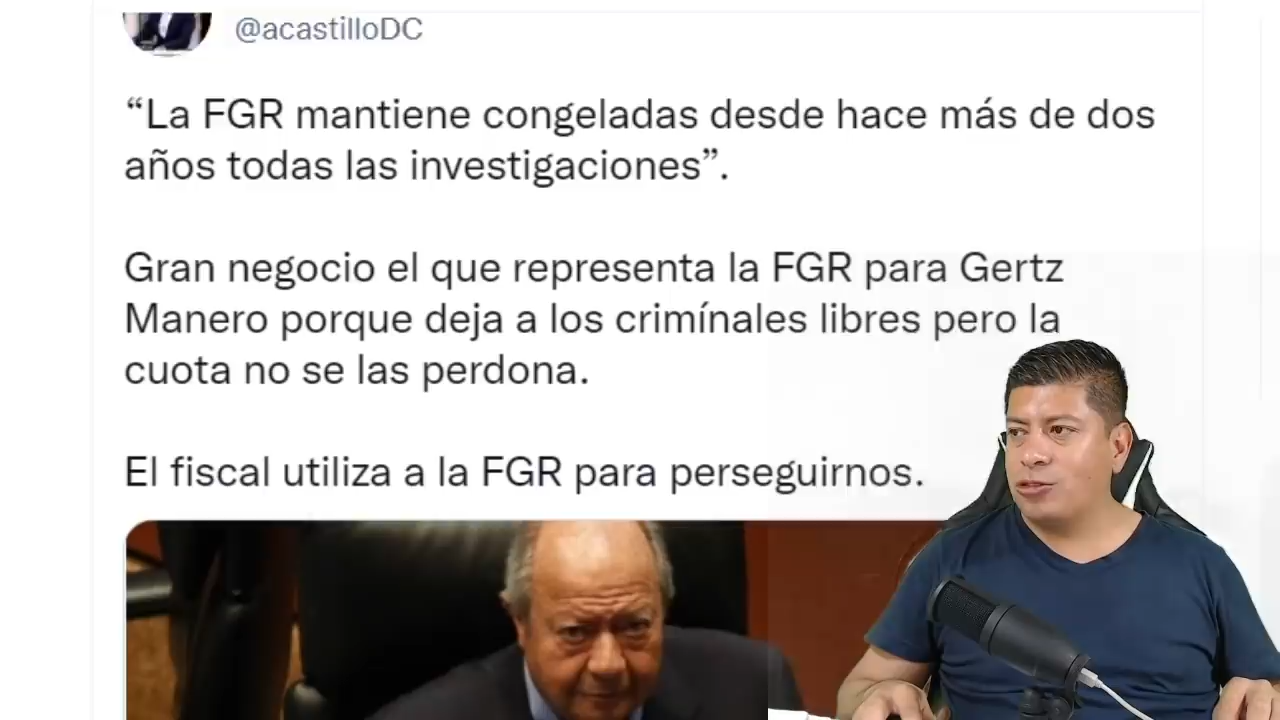 @acastilloDC
“La FGR mantiene congeladas desde hace más de dos
años todas las investigaciones”.
Gran negocio el que representa la FGR para Gertz
Manero porque deja a los crimínales libres pero la
cuota no se las perdona.
El fiscal utiliza a la FGR para perseguirnos.